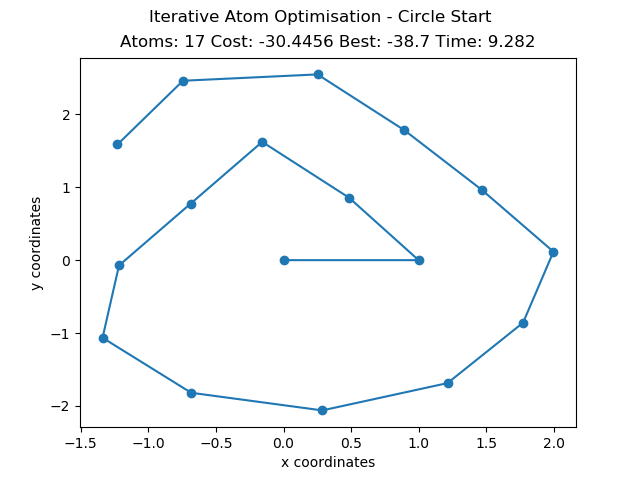 Iterative Atom Optimisation - Circle Start
Atoms: 17 Cost: -30.4456 Best: -38.7 Time: 9.282
2
1
0
−1
−2
y coordinates
−1.5 −1.0 −0.5 0.0 0.5 1.0 1.5 2.0
x coordinates